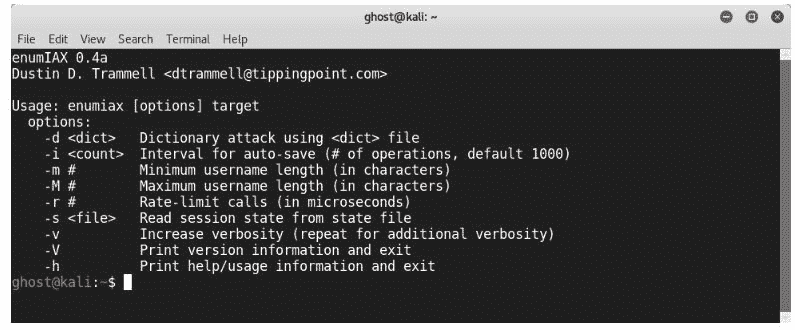 ghost@kali: ~
File Edit View Search Terminal Help
enumIAX 0.4a
Dustin D. Trammell <dtrammell@tippingpoint.com>
Usage: enumiax [options] target
options:
-d <dict> Dictionary attack using <dict> file
-i <count> Interval for auto-save (# of operations, default 1000)
-m # Minimum username length (in characters)
-M # Maximum username length (in characters)
-r # Rate-limit calls (in microseconds)
-s <file> Read session state from state file
-v Increase verbosity (repeat for additional verbosity)
-V Print version information and exit
-h Print help/usage information and exit
ghost@kali:~$